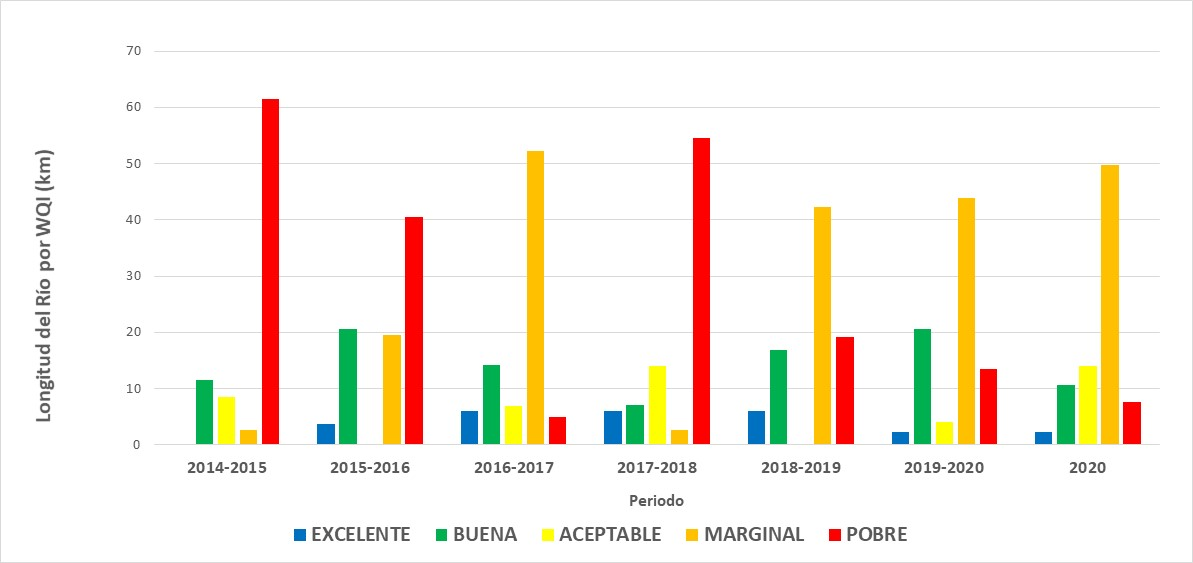 Longitud del Río por WQI (km)
70
60
50
40
30
20
10
0
2014-2015 2015-2016 2016-2017 2017-2018 2018-2019 2019-2020 2020
Periodo
EXCELENTE BUENA ACEPTABLE MARGINAL POBRE